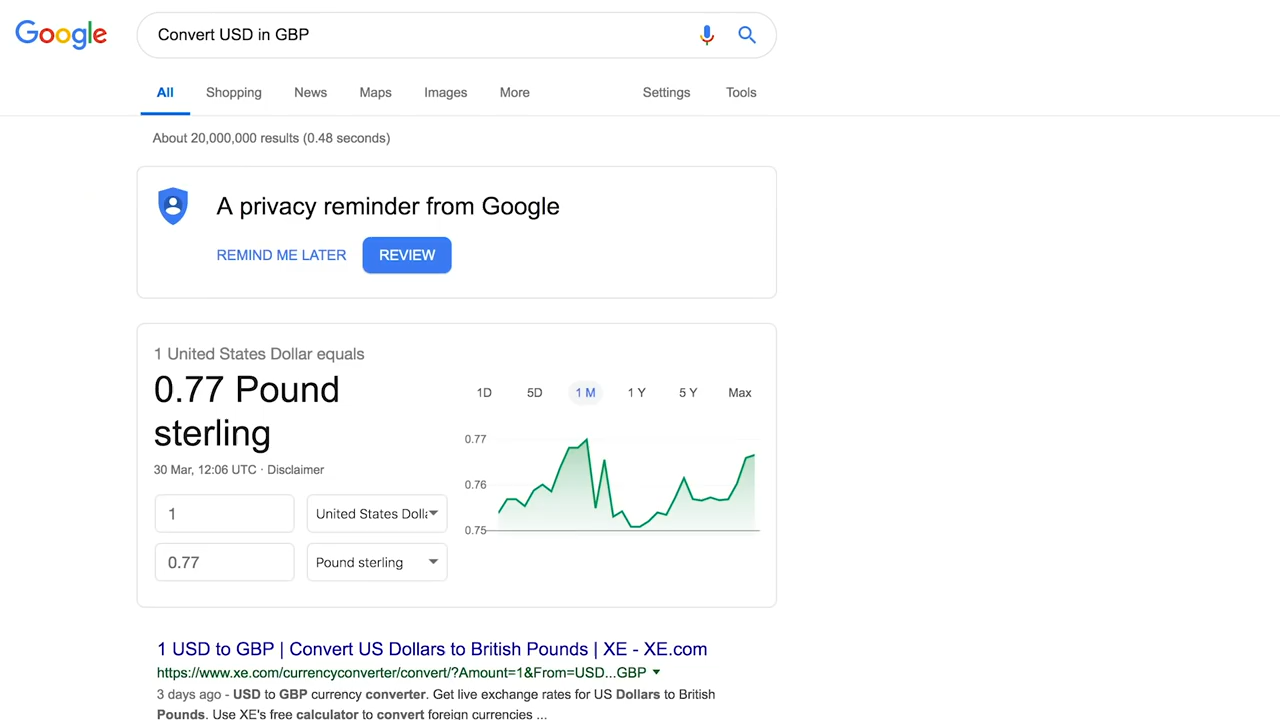 Google
Convert USD in GBP
All Shopping News Maps Images More Settings Tools
About 20,000,000 results (0.48 seconds)
A privacy reminder from Google
REMIND ME LATER REVIEW
1 United States Dollar equals
0.77 Pound
sterling
30 Mar, 12:06 UTC · Disclaimer
1 United States Dolla
0.77 Pound sterling
1D 5D 1 M 1 Y 5 Y Max
0.77
0.76
0.75
1 USD to GBP | Convert US Dollars to British Pounds | XE - XE.com
https://www.xe.com/currencyconverter/convert/?Amount=1&From=USD...GBP
3 days ago - USD to GBP currency converter. Get live exchange rates for US Dollars to British
Pounds. Use XE's free calculator to convert foreign currencies ...